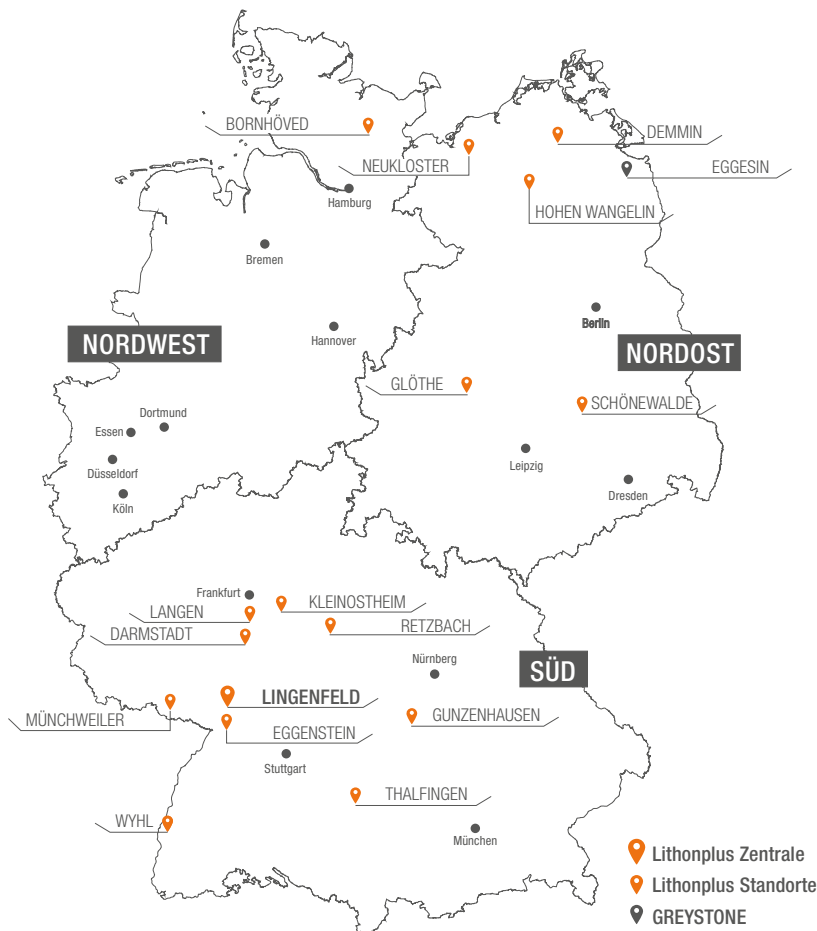 BORNHÖVED
DEMMIN
NEUKLOSTER
EGGESIN
Hamburg
HOHEN WANGELIN
Bremen
Berlin
NORDWEST
Hannover
NORDOST
GLÖTHE
SCHÖNEWALDE
Dortmund
Essen
Düsseldorf
Leipzig
Köln
Dresden
Frankfurt
LANGEN
KLEINOSTHEIM
DARMSTADT
RETZBACH
Nürnberg
SÜD
LINGENFELD
MÜNCHWEILER
GUNZENHAUSEN
EGGENSTEIN
Stuttgart
THALFINGEN
WYHL
München
Lithonplus Zentrale
Lithonplus Standorte
GREYSTONE